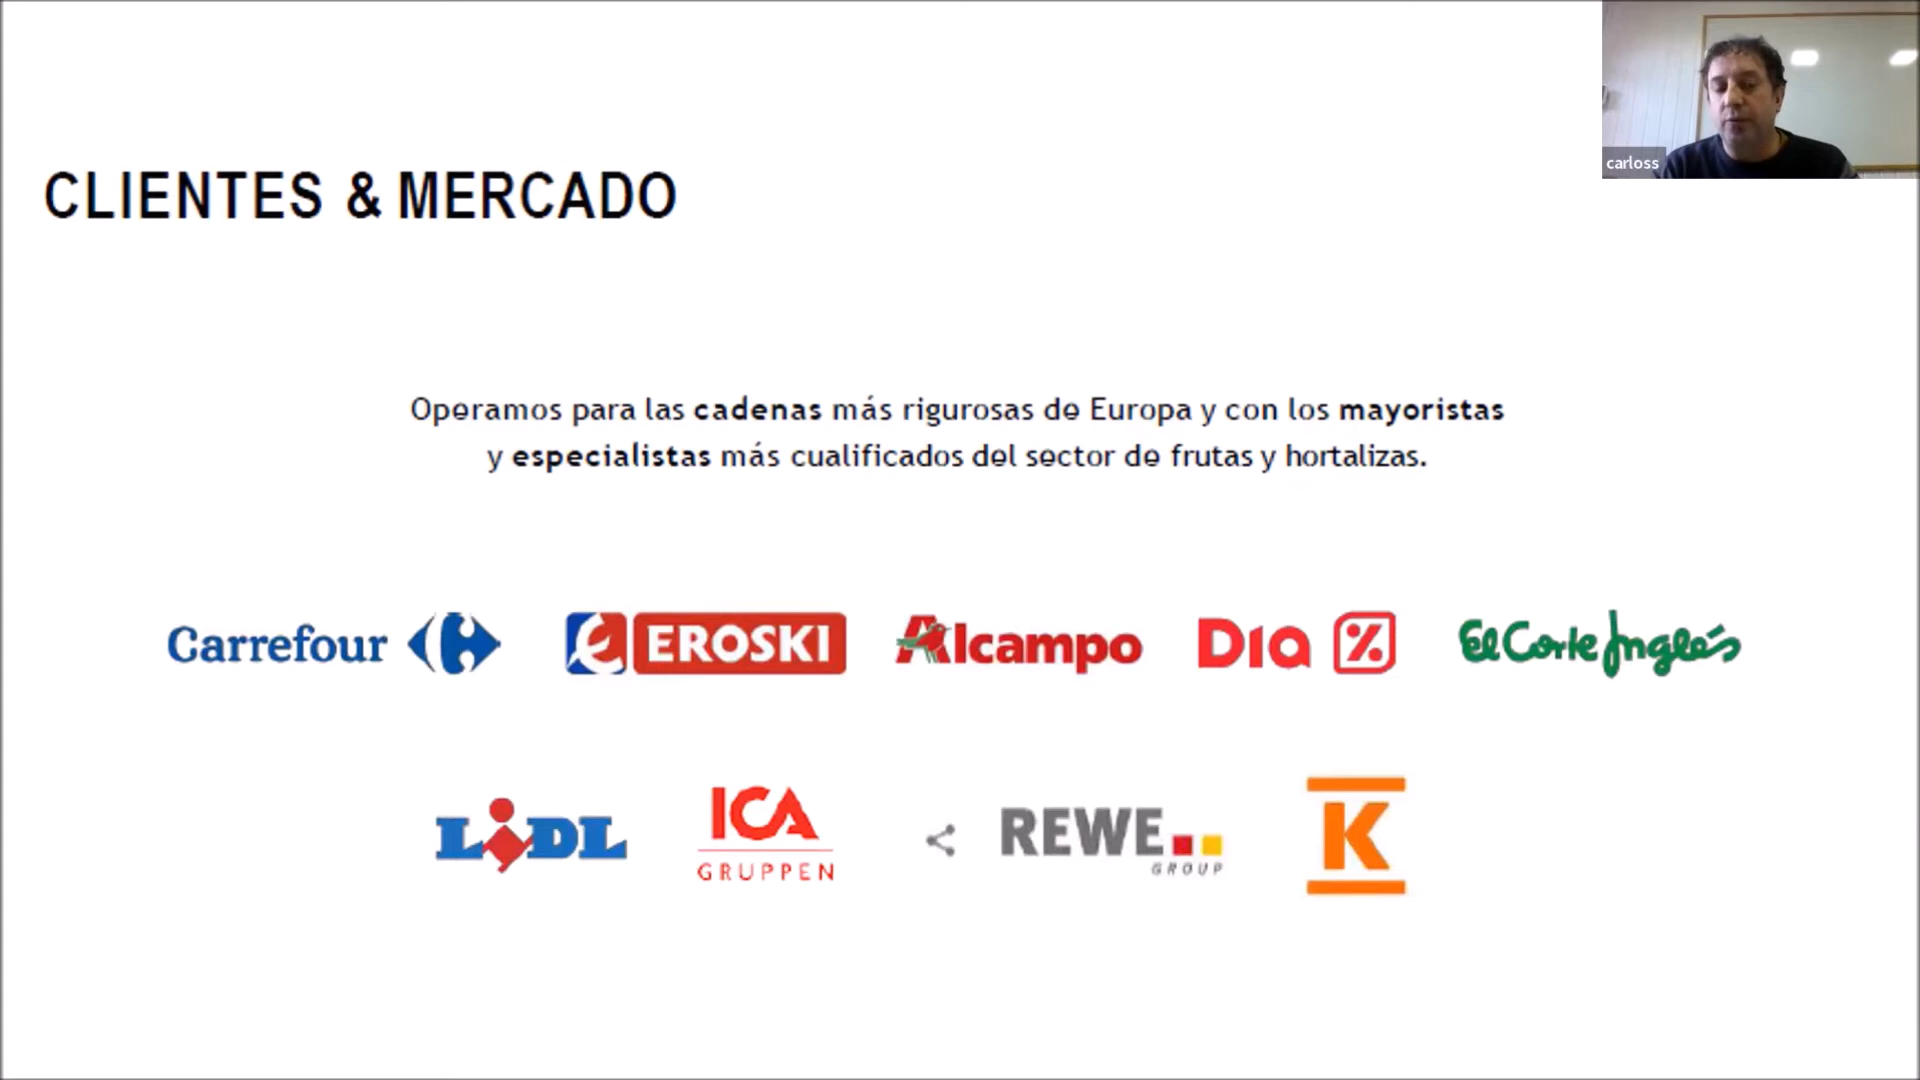 carloss
CLIENTES & MERCADO
Operamos para las cadenas más rigurosas de Europa y con los mayoristas
y especialistas más cualificados del sector de frutas y hortalizas.
Carrefour
EROSKI
Alcampo
Dia %
El Corte Inglés
LiDL
ICA
GRUPPEN
REWE
GROUP
K